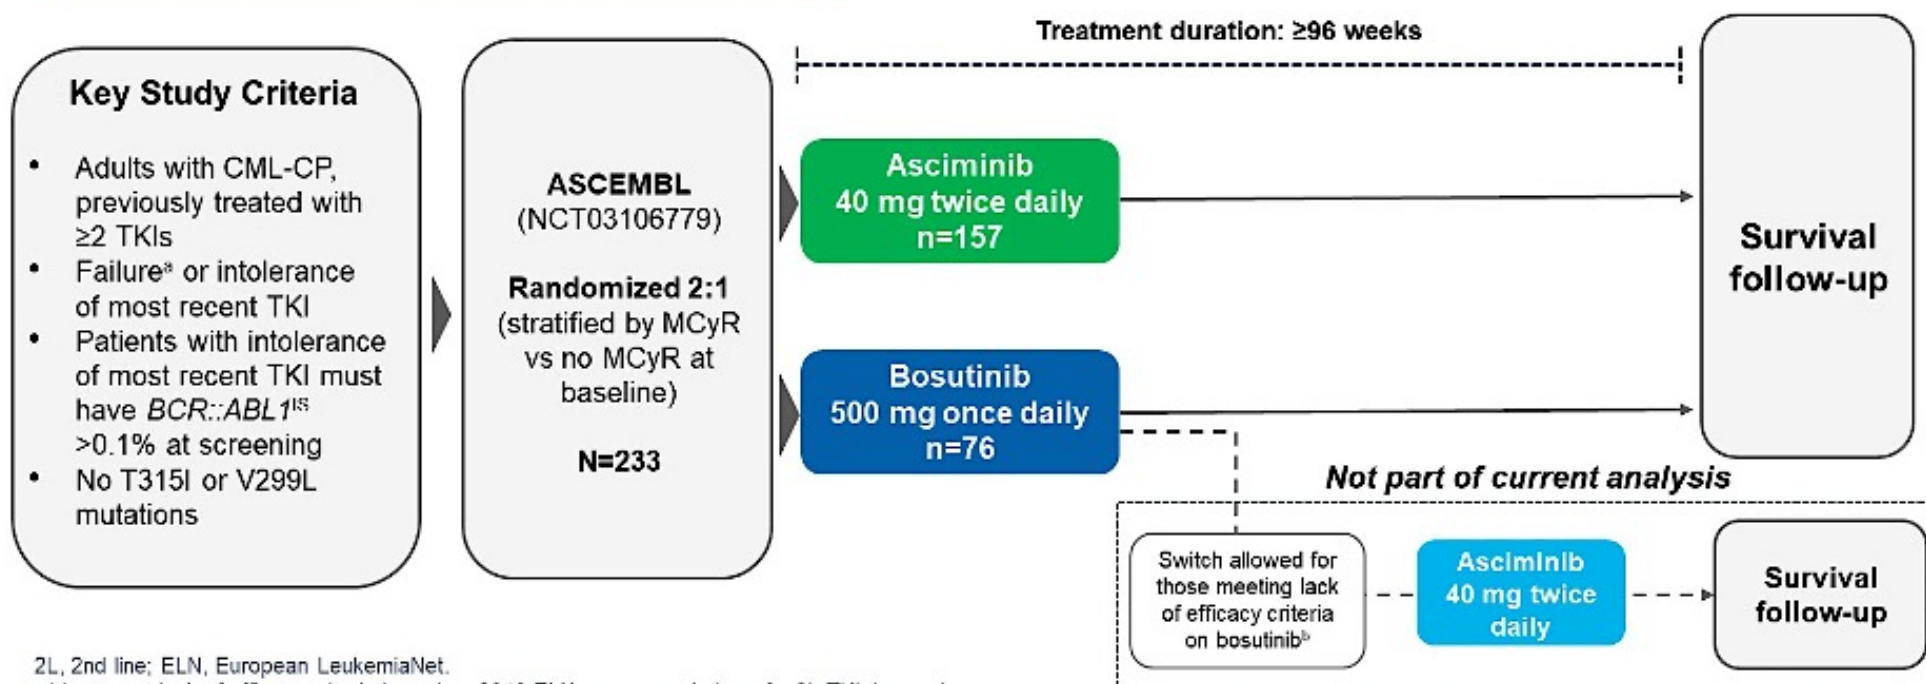 Treatment duration: ≥96 weeks
Key Study Criteria
• Adults with CML-CP,
previously treated with
≥2 TKIs
• Failureᵃ or intolerance
of most recent TKI
• Patients with intolerance
of most recent TKI must
have BCR::ABL1ᴵˢ
>0.1% at screening
• No T315I or V299L
mutations
ASCEMBL
(NCT03106779)
Randomized 2:1
(stratified by MCyR
vs no MCyR at
baseline)
N=233
Asciminib
40 mg twice daily
n=157
Bosutinib
500 mg once daily
n=76
Survival
follow-up
Not part of current analysis
Switch allowed for
those meeting lack
of efficacy criteria
on bosutinibᵇ
Asciminib
40 mg twice
daily
Survival
follow-up
2L, 2nd line; ELN, European LeukemiaNet.